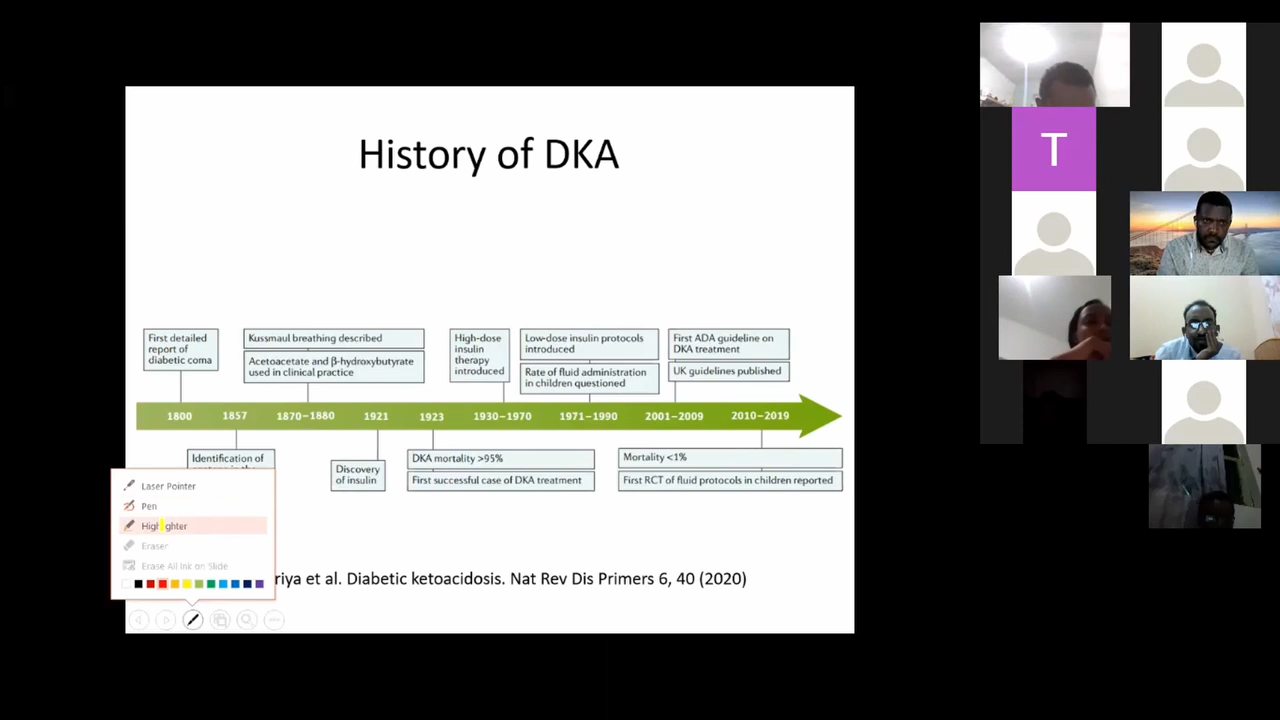 History of DKA
T
First detailed
report of
diabetic coma
Kussmaul breathing described
Acetoacetate and β-hydroxybutyrate
used in clinical practice
High-dose
insulin
therapy
introduced
Low-dose insulin protocols
introduced
Rate of fluid administration
in children questioned
First ADA guideline on
DKA treatment
UK guidelines published
1800 1857 1870–1880 1921 1923 1930–1970 1971–1990 2001–2009 2010–2019
Identification of
Discovery
of insulin
DKA mortality >95%
First successful case of DKA treatment
Mortality <1%
First RCT of fluid protocols in children reported
Laser Pointer
Pen
Highlighter
Eraser
Erase All Ink on Slide
riya et al. Diabetic ketoacidosis. Nat Rev Dis Primers 6, 40 (2020)